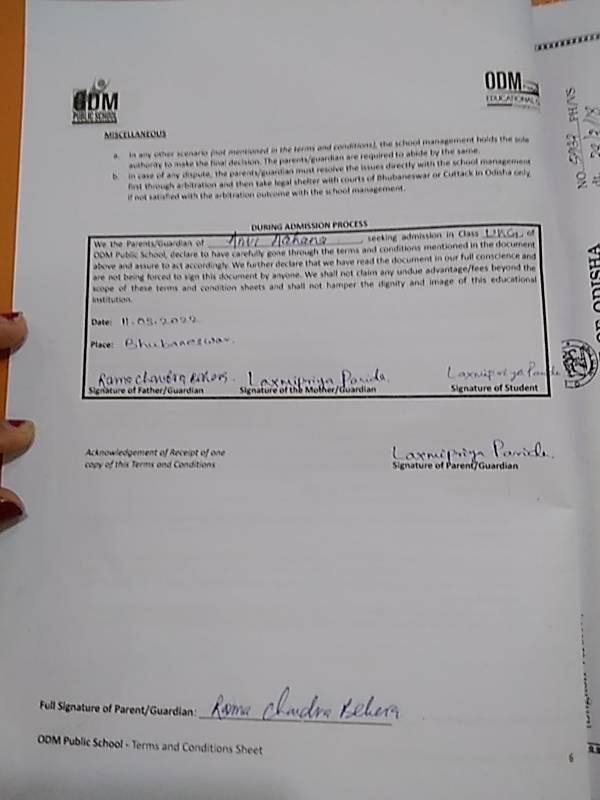 ODM
PUBLIC SCHOOL
ODM
EDUCATIONAL
MISCELLANEOUS
a. In any other scenario (not mentioned in the terms and conditions), the school management holds the sole
authority to make the final decision. The parents/guardian are required to abide by the same.
b. In case of any dispute, the parents/guardian must resolve the issues directly with the school management
first through arbitration and then take legal shelter with courts of Bhubaneswar or Cuttack in Odisha only,
if not satisfied with the arbitration outcome with the school management.
DURING ADMISSION PROCESS
We the Parents/Guardian of Anvi Aahana seeking admission in Class UKG of
ODM Public School, declare to have carefully gone through the terms and conditions mentioned in the document
above and assure to act accordingly. We further declare that we have read the document in our full conscience and
are not being forced to sign this document by anyone. We shall not claim any undue advantage/fees beyond the
scope of these terms and condition sheets and shall not hamper the dignity and image of this educational
institution.
Date: 11.05.2022
Place: Bhubaneswar.
Rama Chandra Behera. Laxmipriya Parida. Laxmipriya Parida
Signature of Father/Guardian Signature of the Mother/Guardian Signature of Student
Acknowledgement of Receipt of one
copy of this Terms and Conditions
Laxmipriya Parida.
Signature of Parent/Guardian
Full Signature of Parent/Guardian: Rama Chandra Behera
ODM Public School - Terms and Conditions Sheet
6
OF ODISHA